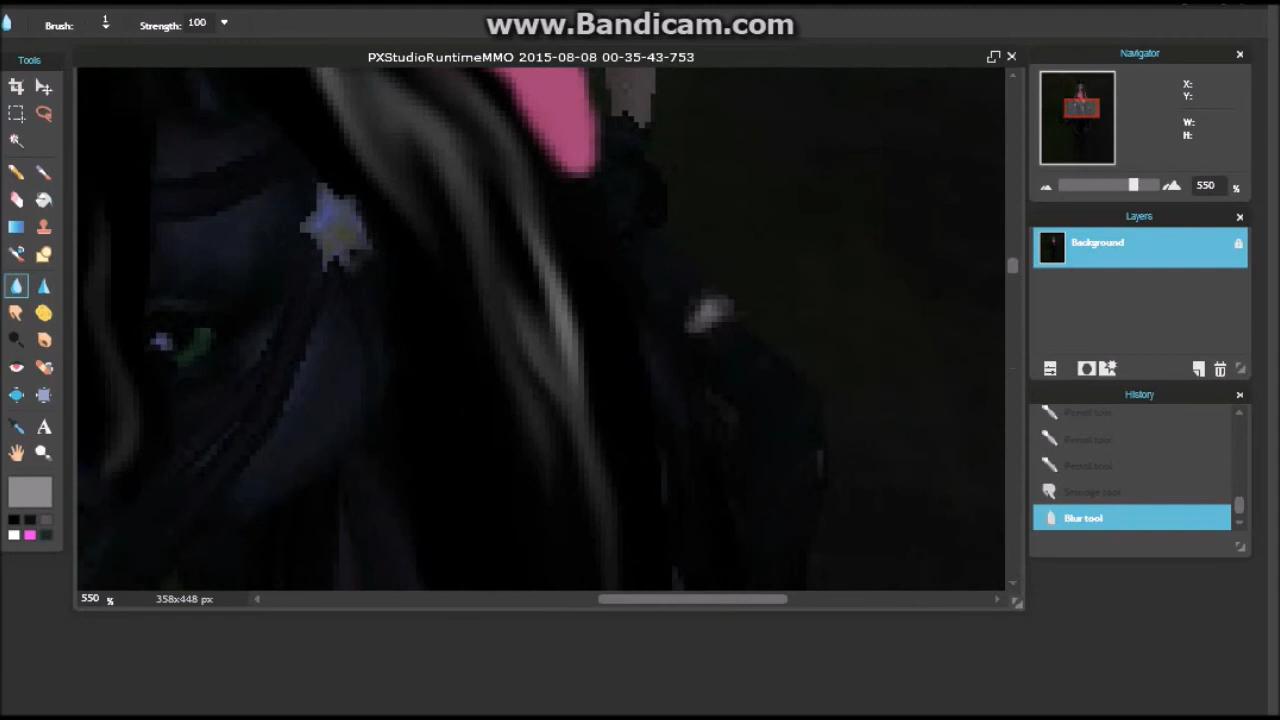 www.Bandicam.com
Brush: 1 Strength: 100
Tools
PXStudioRuntimeMMO 2015-08-08 00-35-43-753
Navigator
X:
Y:
W:
H:
550 %
Layers
Background
History
Pencil tool
Pencil tool
Pencil tool
Smudge tool
Blur tool
A
550 % 358x448 px